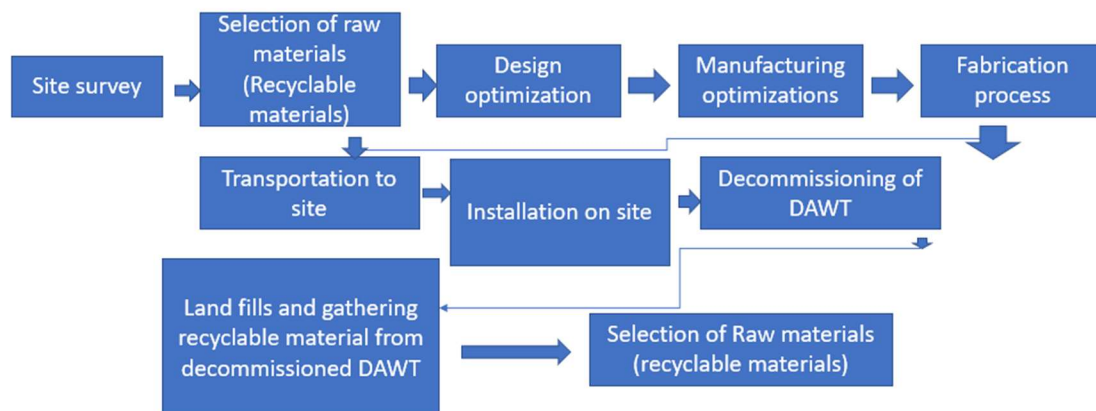 Site survey
Selection of raw
materials
(Recyclable
materials)
Design
optimization
Manufacturing
optimizations
Fabrication
process
Transportation to
site
Installation on site
Decommissioning of
DAWT
Land fills and gathering
recyclable material from
decommissioned DAWT
Selection of Raw materials
(recyclable materials)